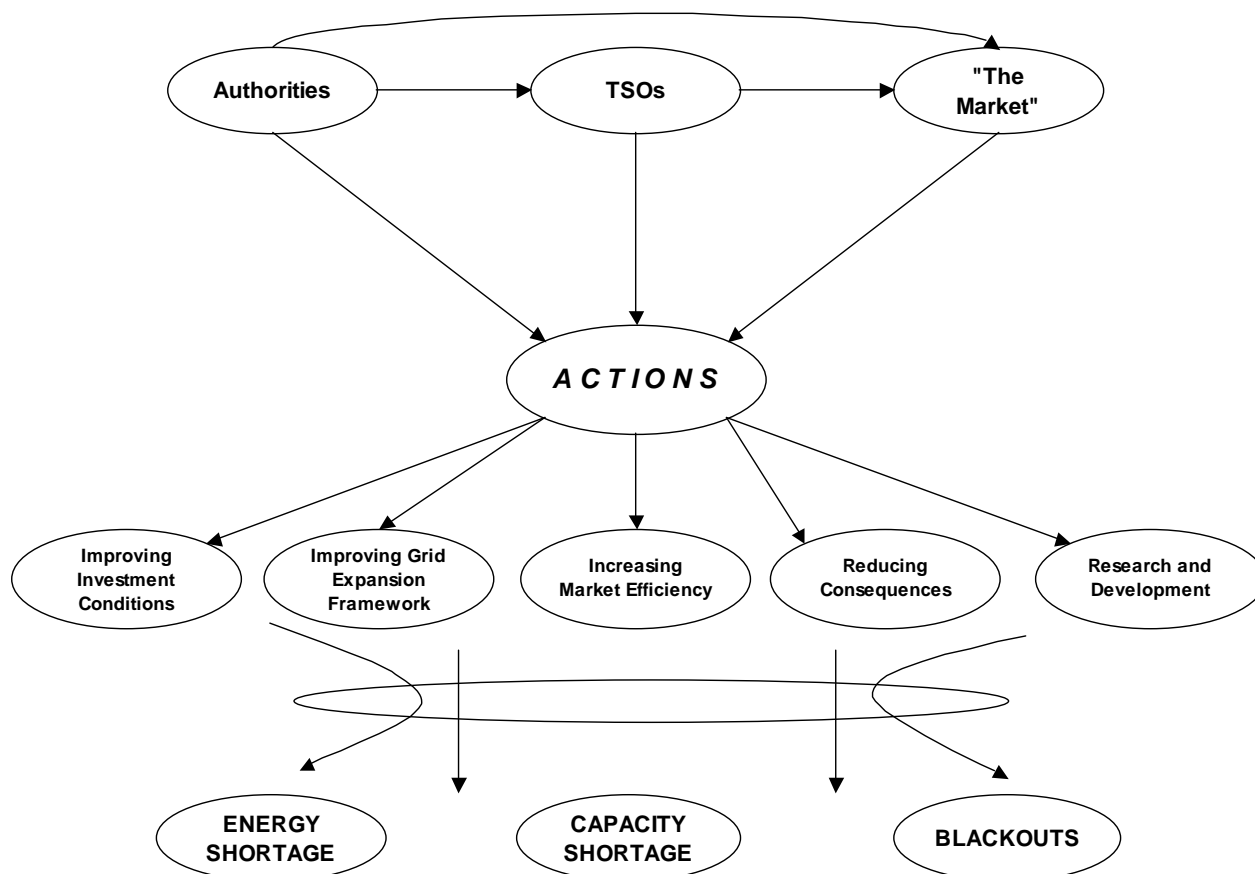 Authorities
TSOs
"The
Market"
ACTIONS
Improving
Investment
Conditions
Improving Grid
Expansion
Framework
Increasing
Market Efficiency
Reducing
Consequences
Research and
Development
ENERGY
SHORTAGE
CAPACITY
SHORTAGE
BLACKOUTS